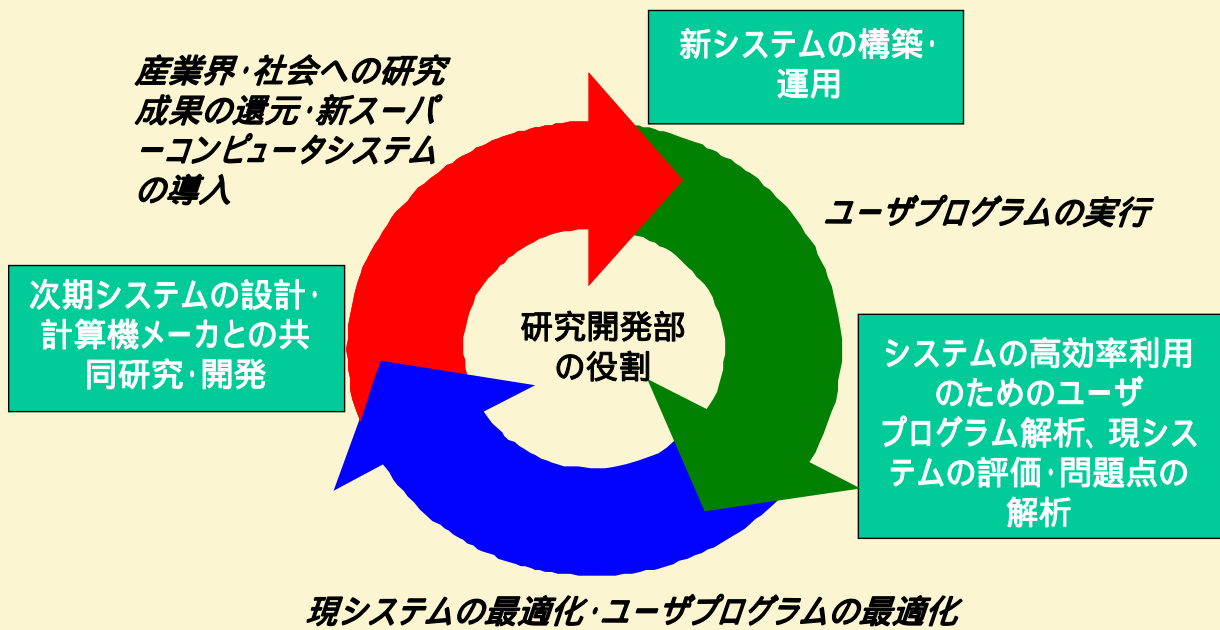 新システムの構築・
運用
産業界・社会への研究
成果の還元・新スーパ
ーコンピュータシステム
の導入
ユーザプログラムの実行
次期システムの設計・
計算機メーカとの共
同研究・開発
研究開発部
の役割
システムの高効率利用
のためのユーザ
プログラム解析、現シス
テムの評価・問題点の
解析
現システムの最適化・ユーザプログラムの最適化